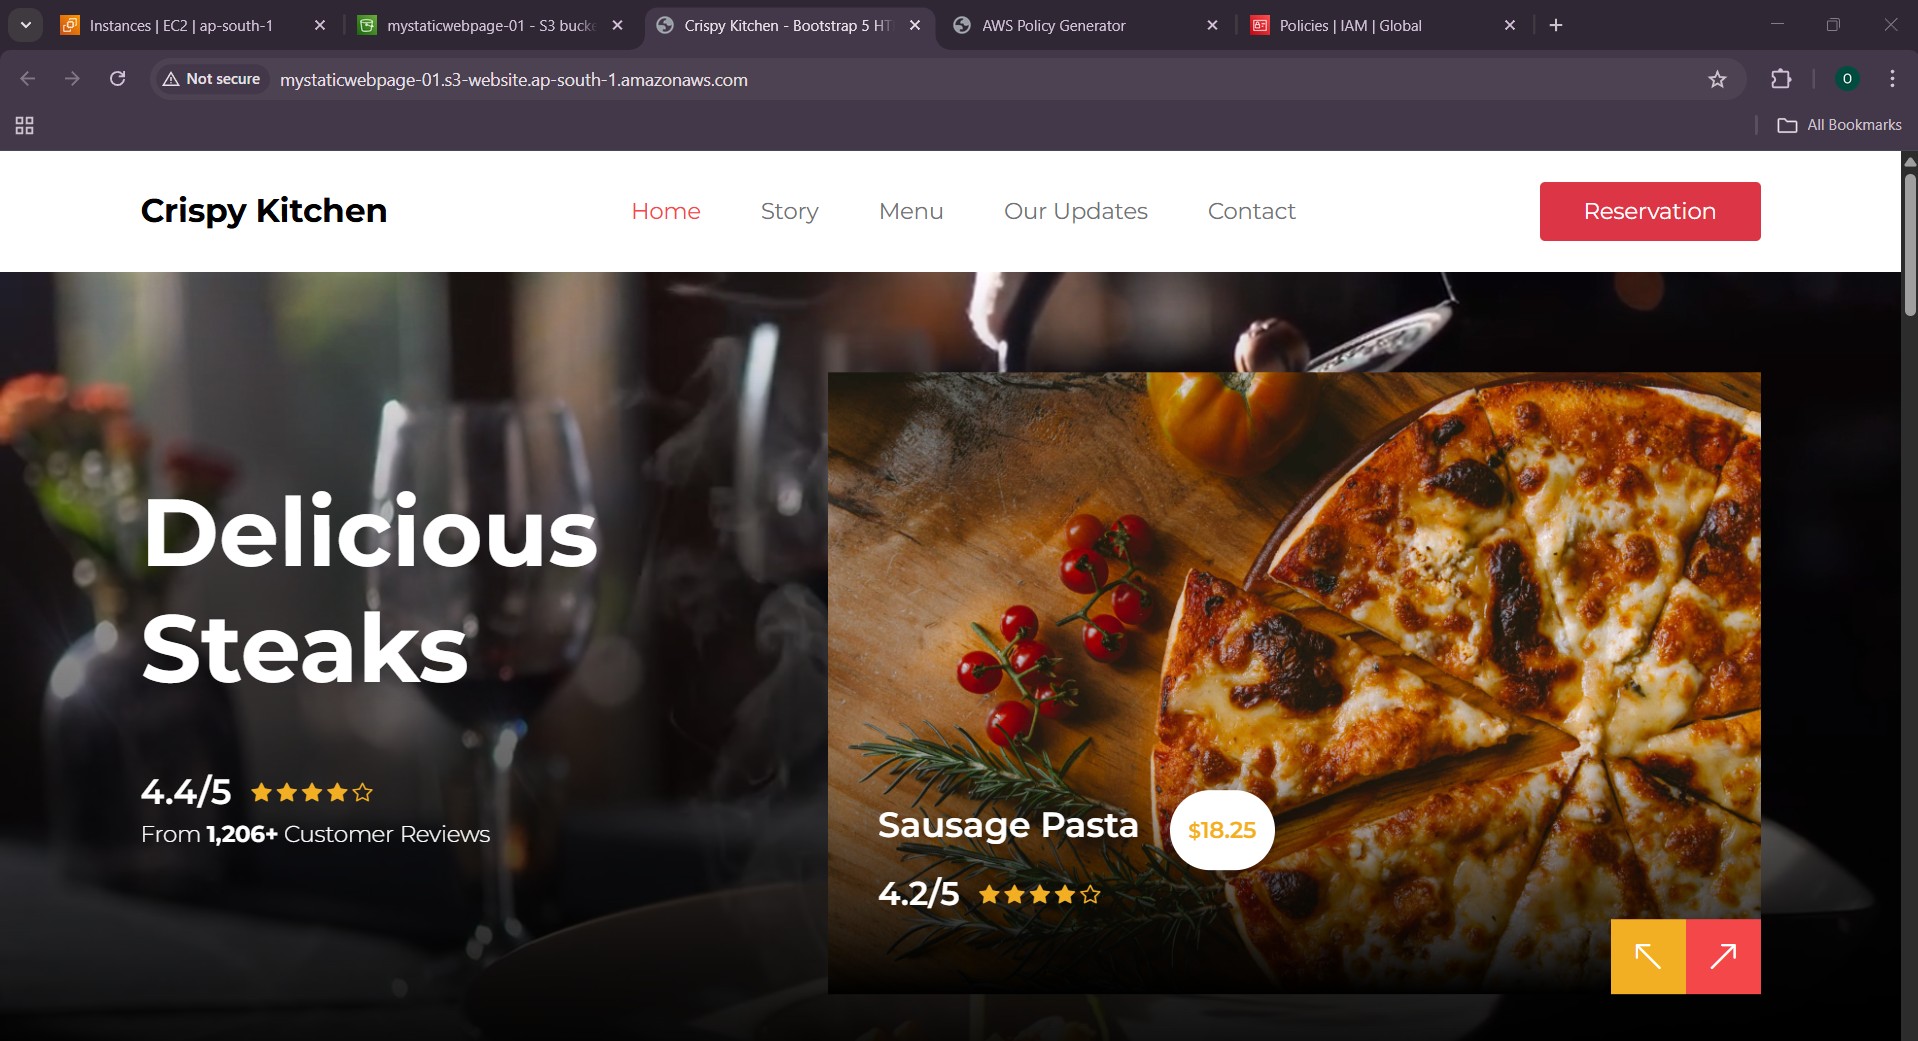 Instances | EC2 | ap-south-1
mystaticwebpage-01 - S3 bucke
Crispy Kitchen - Bootstrap 5 HT
AWS Policy Generator
Policies | IAM | Global
Not secure
mystaticwebpage-01.s3-website.ap-south-1.amazonaws.com
O
All Bookmarks
Crispy Kitchen
Home
Story
Menu
Our Updates
Contact
Reservation
Delicious
Steaks
4.4/5
From 1,206+ Customer Reviews
Sausage Pasta
$18.25
4.2/5